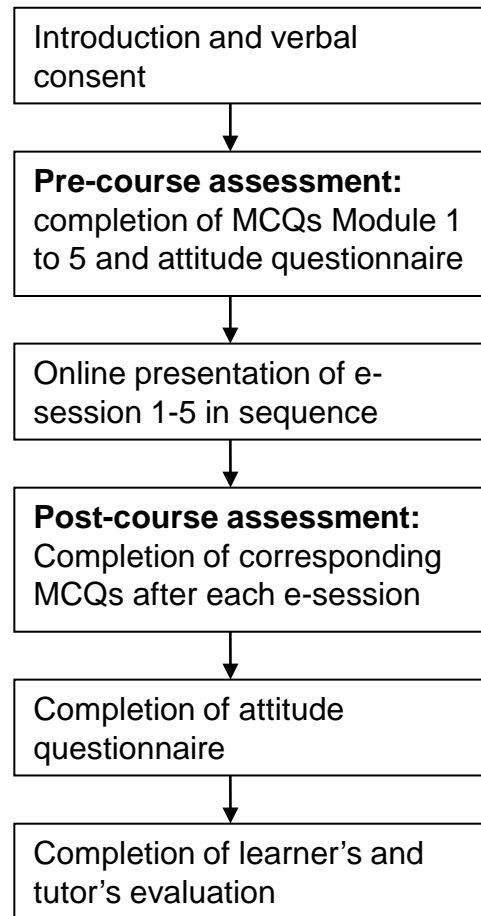 Introduction and verbal
consent
Pre-course assessment:
completion of MCQs Module 1
to 5 and attitude questionnaire
Online presentation of e-
session 1-5 in sequence
Post-course assessment:
Completion of corresponding
MCQs after each e-session
Completion of attitude
questionnaire
Completion of learner’s and
tutor’s evaluation